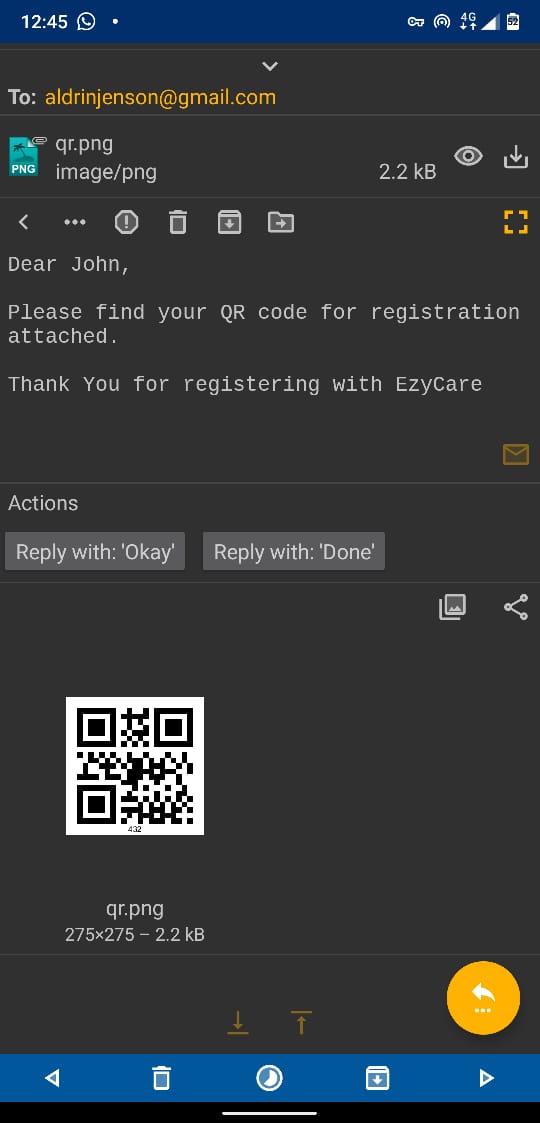 12:45
4G
52
To: aldrinjenson@gmail.com
qr.png
PNG
image/png
2.2 kB
Dear John,
Please find your QR code for registration
attached.
Thank You for registering with EzyCare
Actions
Reply with: 'Okay'
Reply with: 'Done'
432
qr.png
275×275 – 2.2 kB